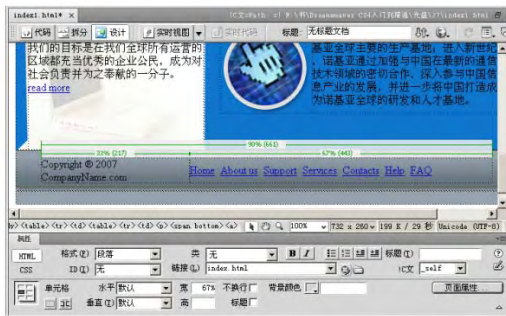 index1.html* ×
代码 拆分 设计 实时视图 实时代码 标题: 无标题文档
我们的目标是在我们全球所有运营的
区域都充当优秀的企业公民，成为对
社会负责并为之奉献的一分子。
read more
基亚全球主要的生产基地；进入新世纪
，诺基亚通过加强与中国在最新的通信
技术领域的密切合作，深入参与中国信
息产业的发展，并进一步将中国打造成
为诺基亚全球的研发和人才基地。
90% (661)
33% (217) 67% (443)
Copyright © 2007
CompanyName.com
Home About us Support Services Contacts Help FAQ
<table><tr><td><table><tr><td><p><span.botton><a> 100% 732 x 260 199 K / 29 秒 Unicode (UTF-8)
属性
HTML 格式(F) 段落 类 无 B I 标题(T)
CSS ID(I) 无 链接(L) index.html _self
单元格 水平(Z) 默认 宽 67% 不换行 背景颜色 页面属性...
垂直(T) 默认 高 标题